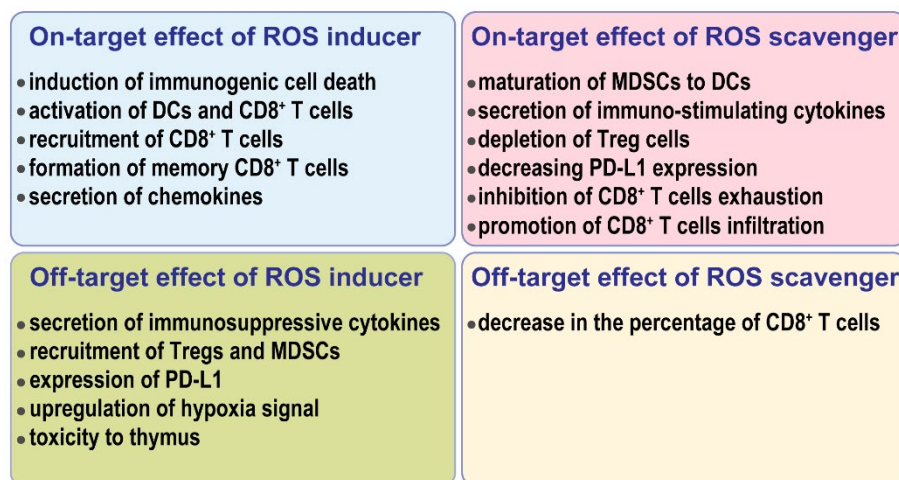 On-target effect of ROS inducer
• induction of immunogenic cell death
• activation of DCs and CD8⁺ T cells
• recruitment of CD8⁺ T cells
• formation of memory CD8⁺ T cells
• secretion of chemokines
On-target effect of ROS scavenger
• maturation of MDSCs to DCs
• secretion of immuno-stimulating cytokines
• depletion of Treg cells
• decreasing PD-L1 expression
• inhibition of CD8⁺ T cells exhaustion
• promotion of CD8⁺ T cells infiltration
Off-target effect of ROS inducer
• secretion of immunosuppressive cytokines
• recruitment of Tregs and MDSCs
• expression of PD-L1
• upregulation of hypoxia signal
• toxicity to thymus
Off-target effect of ROS scavenger
• decrease in the percentage of CD8⁺ T cells